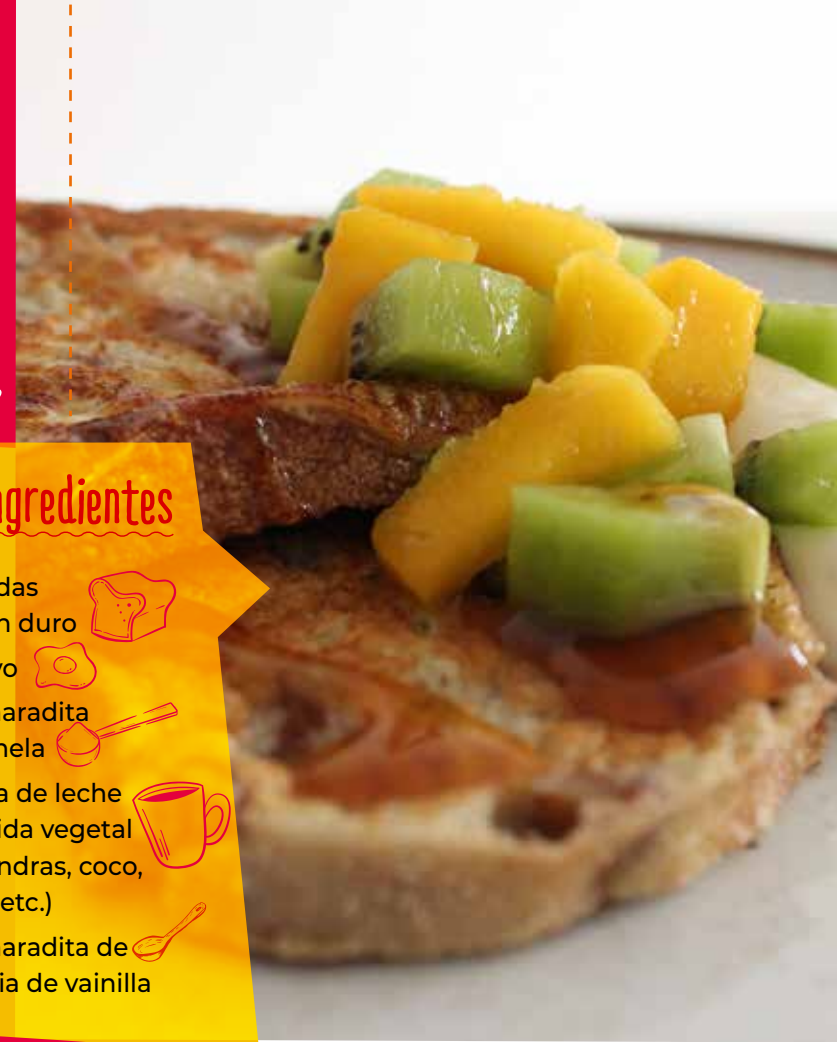 ngredientes
das
n duro
vo
aradita
nela
a de leche
ida vegetal
ndras, coco,
etc.)
aradita de
ia de vainilla